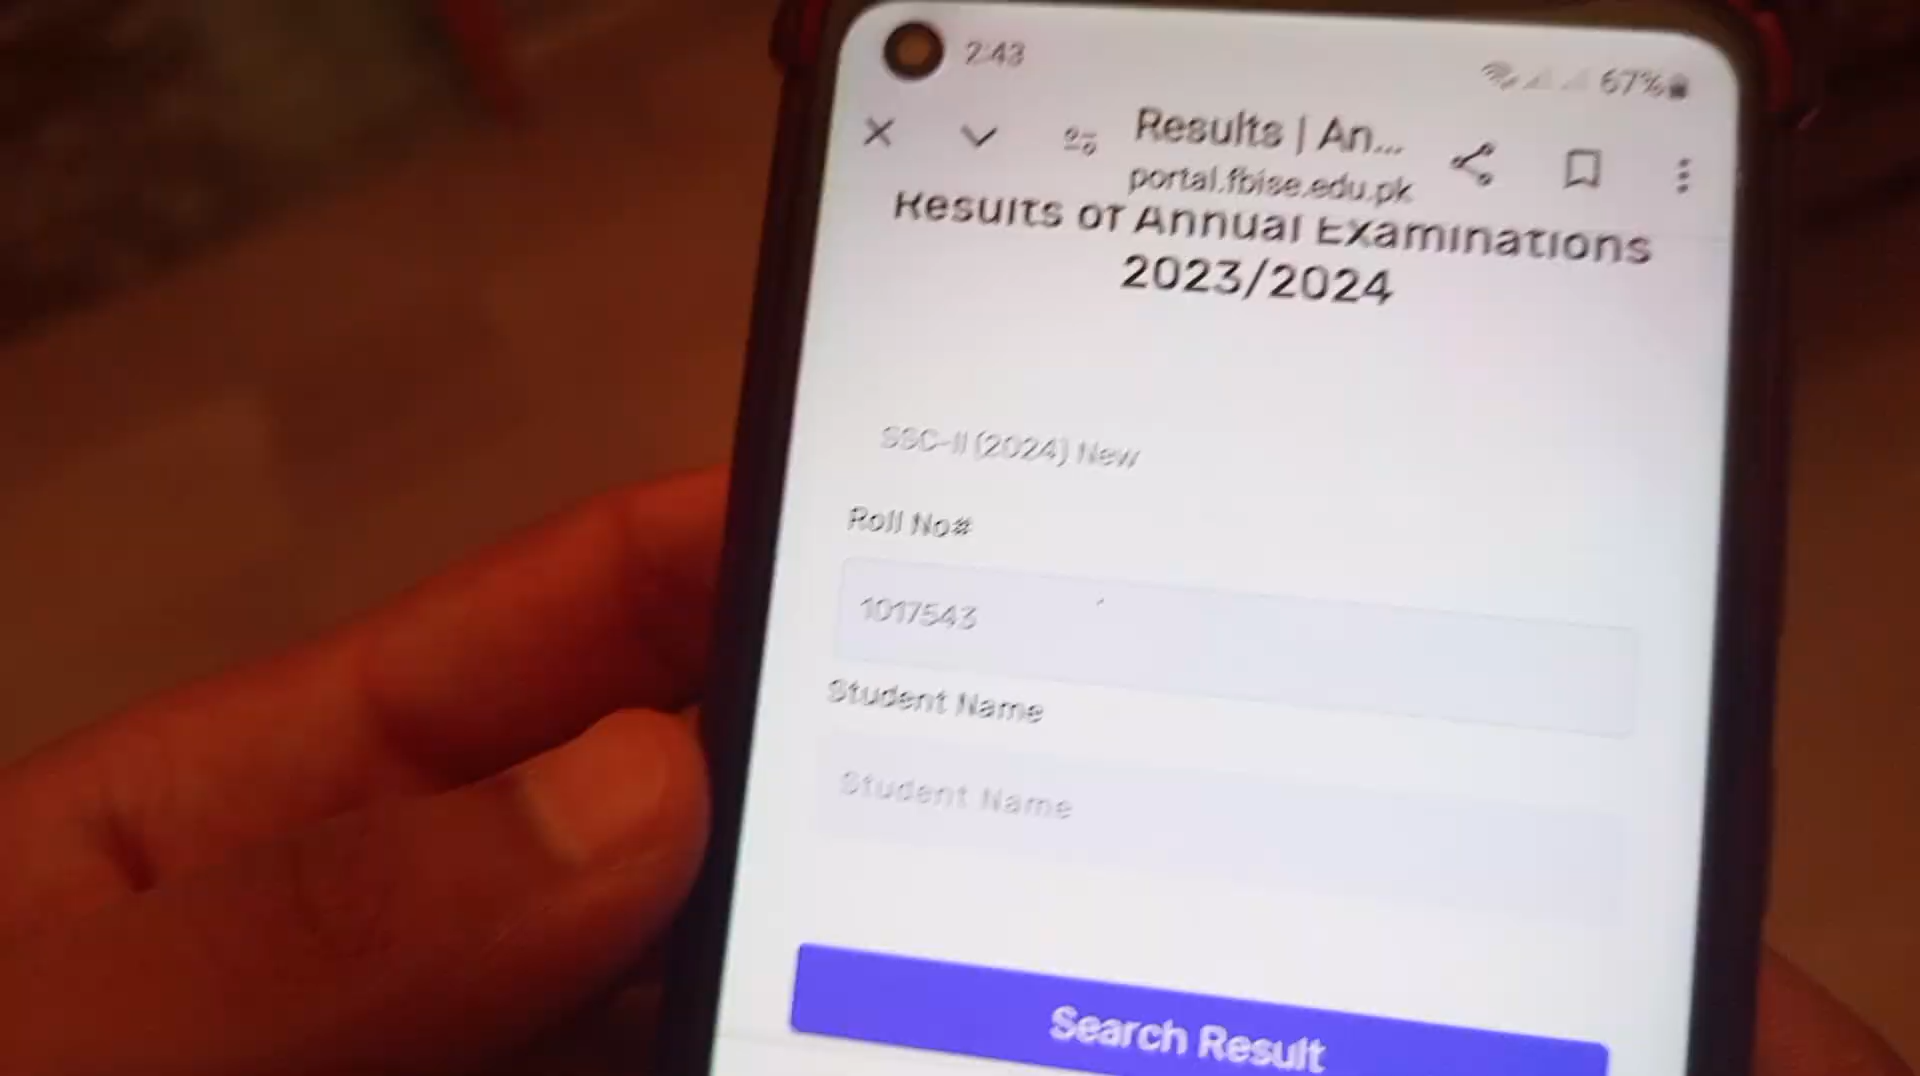 2:43
67%
Results | An...
portal.fbise.edu.pk
Results of Annual Examinations
2023/2024
SSC-II (2024) New
Roll No#
1017543
Student Name
Student Name
Search Result